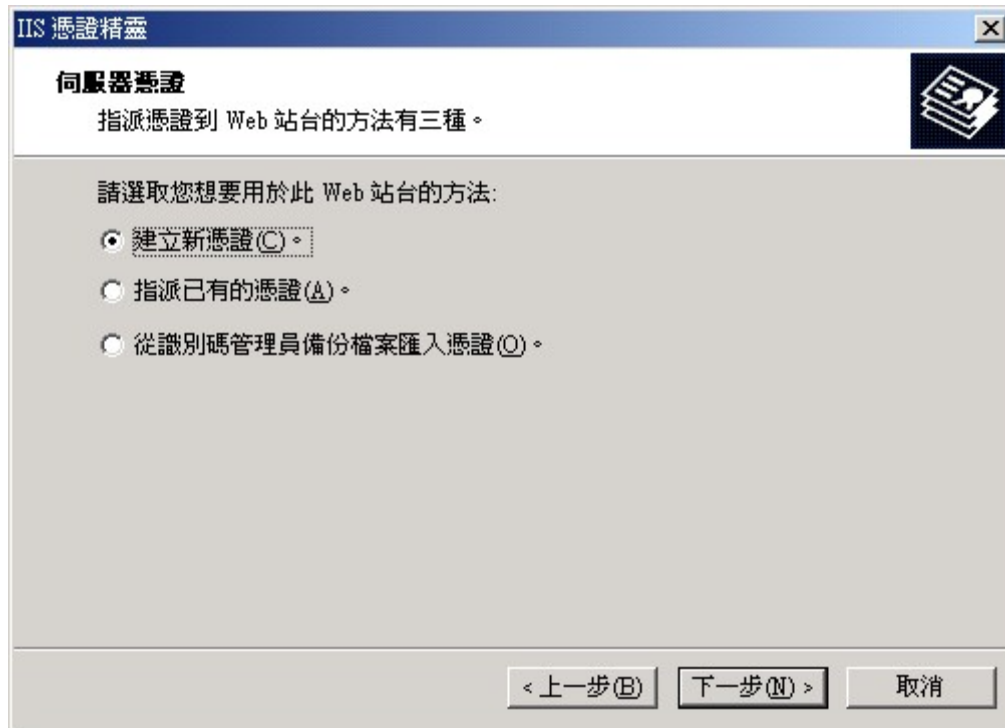 IIS 憑證精靈
伺服器憑證
指派憑證到 Web 站台的方法有三種。
請選取您想要用於此 Web 站台的方法:
建立新憑證(C)。
指派已有的憑證(A)。
從識別碼管理員備份檔案匯入憑證(O)。
< 上一步(B) 下一步(N) > 取消